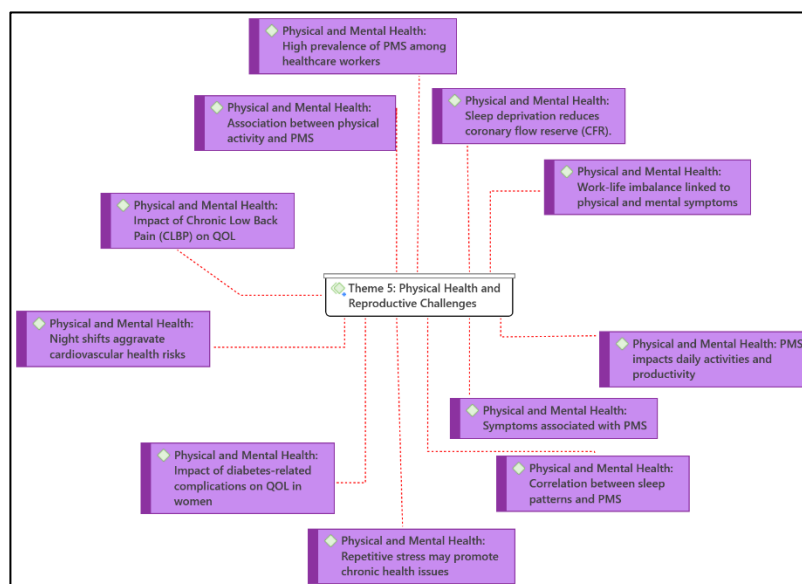 Physical and Mental Health:
High prevalence of PMS among
healthcare workers
Physical and Mental Health:
Association between physical
activity and PMS
Physical and Mental Health:
Sleep deprivation reduces
coronary flow reserve (CFR).
Physical and Mental Health:
Work-life imbalance linked to
physical and mental symptoms
Physical and Mental Health:
Impact of Chronic Low Back
Pain (CLBP) on QOL
Theme 5: Physical Health and
Reproductive Challenges
Physical and Mental Health:
Night shifts aggravate
cardiovascular health risks
Physical and Mental Health: PMS
impacts daily activities and
productivity
Physical and Mental Health:
Symptoms associated with PMS
Physical and Mental Health:
Impact of diabetes-related
complications on QOL in
women
Physical and Mental Health:
Correlation between sleep
patterns and PMS
Physical and Mental Health:
Repetitive stress may promote
chronic health issues